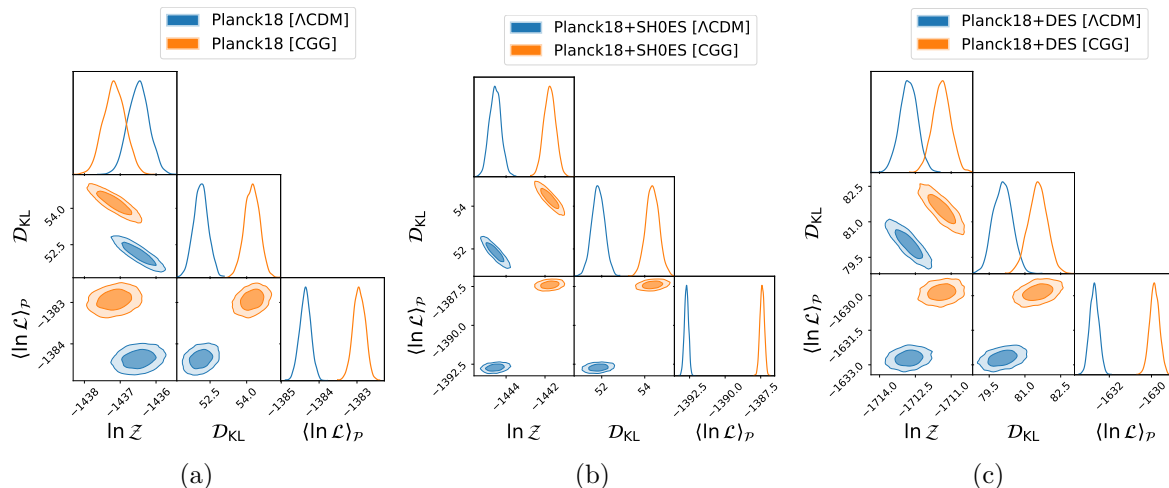 Planck18 [ΛCDM]
Planck18 [CGG]
54.0
52.5
𝒟KL
−1383
−1384
⟨ln ℒ⟩𝒫
−1438
−1437
−1436
52.5
54.0
−1385
−1384
−1383
ln 𝒵
𝒟KL
⟨ln ℒ⟩𝒫
(a)
Planck18+SH0ES [ΛCDM]
Planck18+SH0ES [CGG]
54
52
𝒟KL
−1387.5
−1390.0
−1392.5
⟨ln ℒ⟩𝒫
−1444
−1442
52
54
−1392.5
−1390.0
−1387.5
ln 𝒵
𝒟KL
⟨ln ℒ⟩𝒫
(b)
Planck18+DES [ΛCDM]
Planck18+DES [CGG]
82.5
81.0
79.5
𝒟KL
−1630.0
−1631.5
−1633.0
⟨ln ℒ⟩𝒫
−1714.0
−1712.5
−1711.0
79.5
81.0
82.5
−1632
−1630
ln 𝒵
𝒟KL
⟨ln ℒ⟩𝒫
(c)